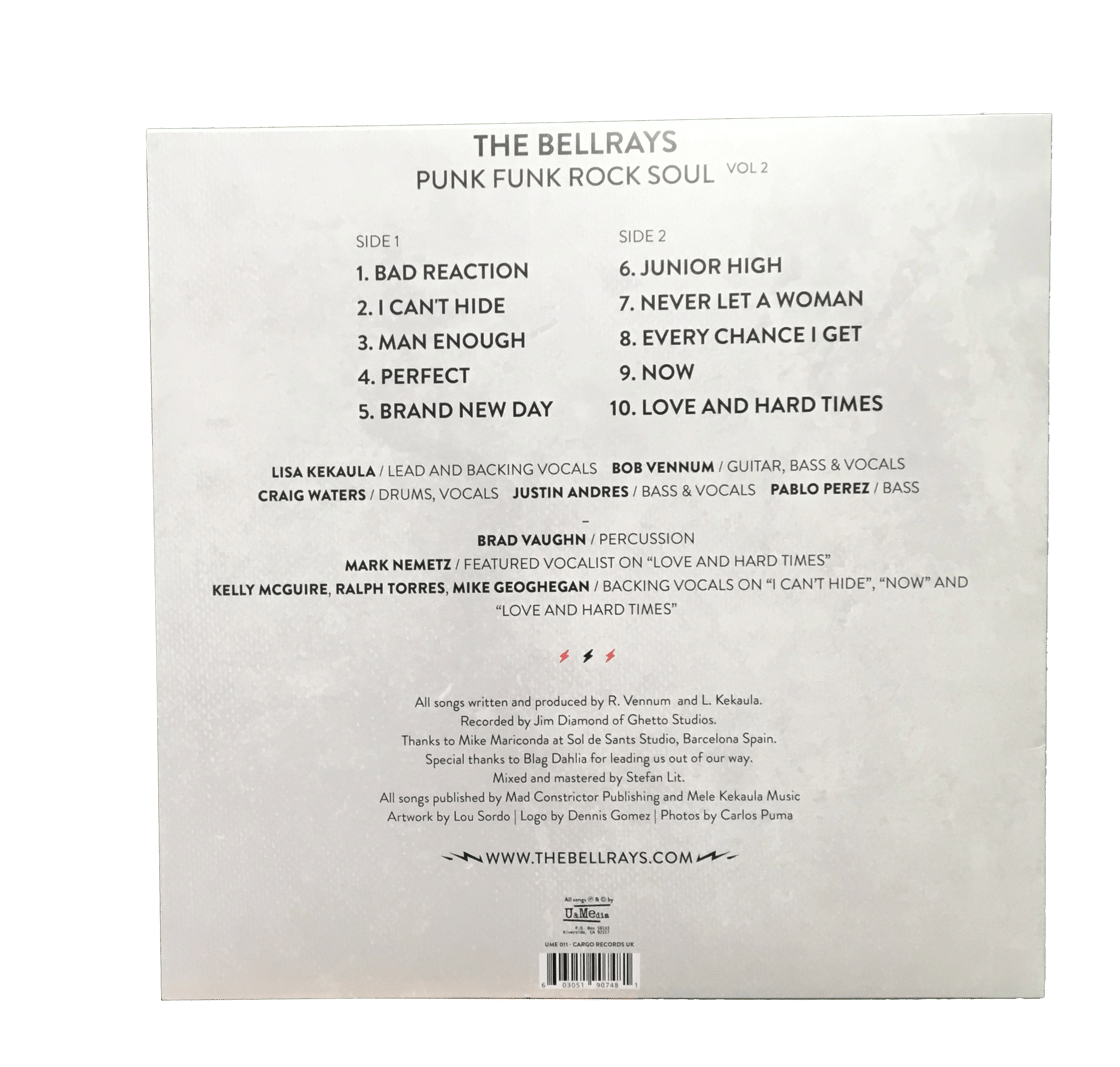 THE BELLRAYS
PUNK FUNK ROCK SOUL VOL 2
SIDE 1
1. BAD REACTION
2. I CAN'T HIDE
3. MAN ENOUGH
4. PERFECT
5. BRAND NEW DAY
SIDE 2
6. JUNIOR HIGH
7. NEVER LET A WOMAN
8. EVERY CHANCE I GET
9. NOW
10. LOVE AND HARD TIMES
LISA KEKAULA / LEAD AND BACKING VOCALS BOB VENNUM / GUITAR, BASS & VOCALS
CRAIG WATERS / DRUMS, VOCALS JUSTIN ANDRES / BASS & VOCALS PABLO PEREZ / BASS
–
BRAD VAUGHN / PERCUSSION
MARK NEMETZ / FEATURED VOCALIST ON “LOVE AND HARD TIMES”
KELLY MCGUIRE, RALPH TORRES, MIKE GEOGHEGAN / BACKING VOCALS ON “I CAN'T HIDE”, “NOW” AND
“LOVE AND HARD TIMES”
All songs written and produced by R. Vennum and L. Kekaula.
Recorded by Jim Diamond of Ghetto Studios.
Thanks to Mike Mariconda at Sol de Sants Studio, Barcelona Spain.
Special thanks to Blag Dahlia for leading us out of our way.
Mixed and mastered by Stefan Lit.
All songs published by Mad Constrictor Publishing and Mele Kekaula Music
Artwork by Lou Sordo | Logo by Dennis Gomez | Photos by Carlos Puma
WWW.THEBELLRAYS.COM
All songs ℗ & © by
UaMedia
P.O. Box
Riverside, CA
UME 011 - CARGO RECORDS UK
6 03051 90748 1